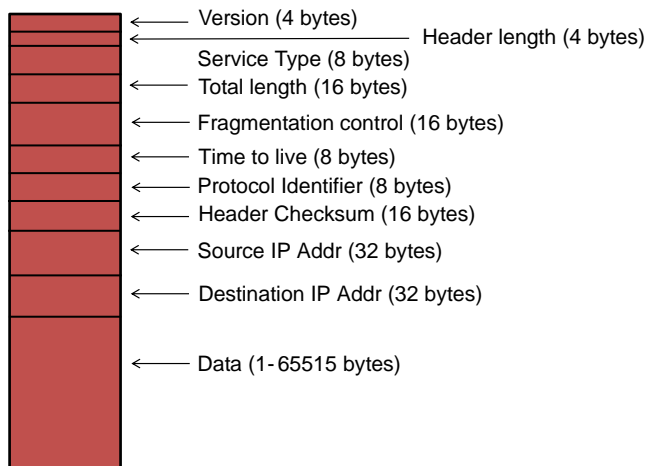 Version (4 bytes)
Header length (4 bytes)
Service Type (8 bytes)
Total length (16 bytes)
Fragmentation control (16 bytes)
Time to live (8 bytes)
Protocol Identifier (8 bytes)
Header Checksum (16 bytes)
Source IP Addr (32 bytes)
Destination IP Addr (32 bytes)
Data (1-65515 bytes)